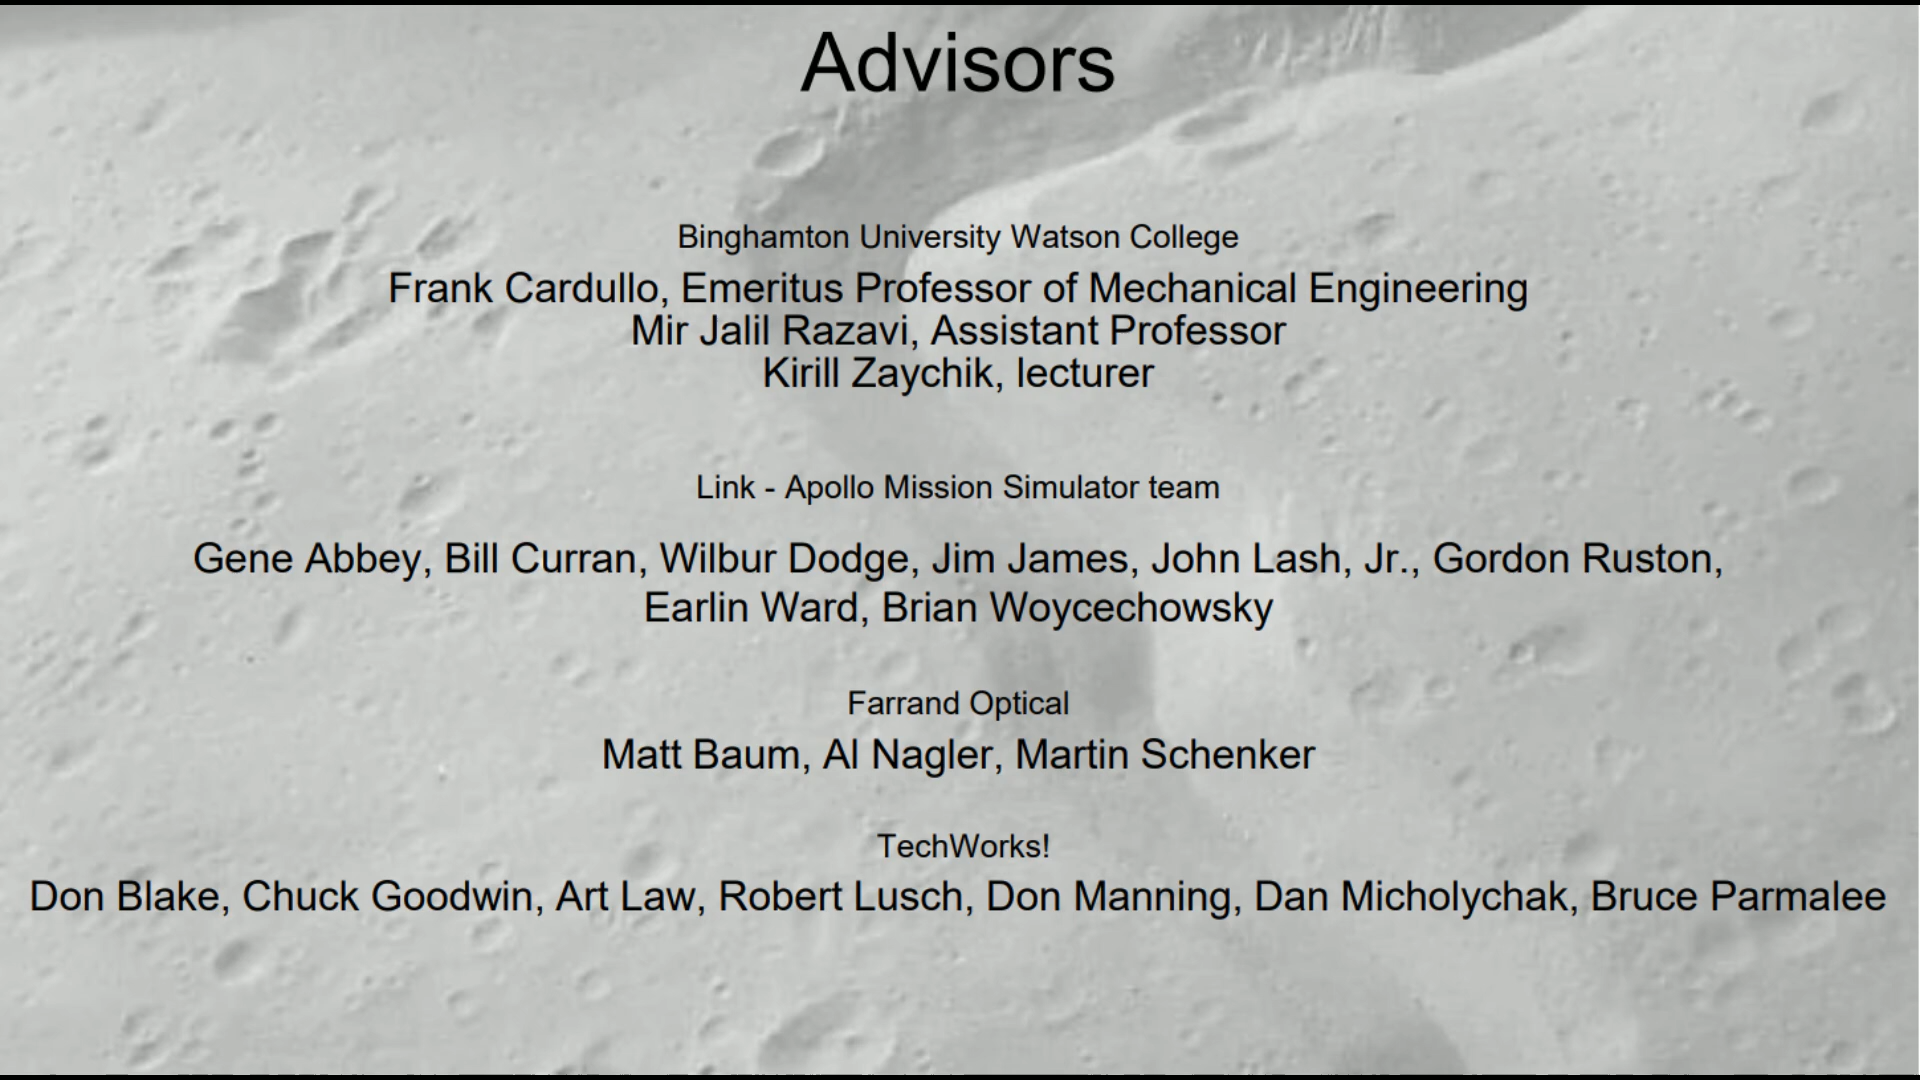 Advisors
Binghamton University Watson College
Frank Cardullo, Emeritus Professor of Mechanical Engineering
Mir Jalil Razavi, Assistant Professor
Kirill Zaychik, lecturer
Link - Apollo Mission Simulator team
Gene Abbey, Bill Curran, Wilbur Dodge, Jim James, John Lash, Jr., Gordon Ruston,
Earlin Ward, Brian Woycechowsky
Farrand Optical
Matt Baum, Al Nagler, Martin Schenker
TechWorks!
Don Blake, Chuck Goodwin, Art Law, Robert Lusch, Don Manning, Dan Micholychak, Bruce Parmalee